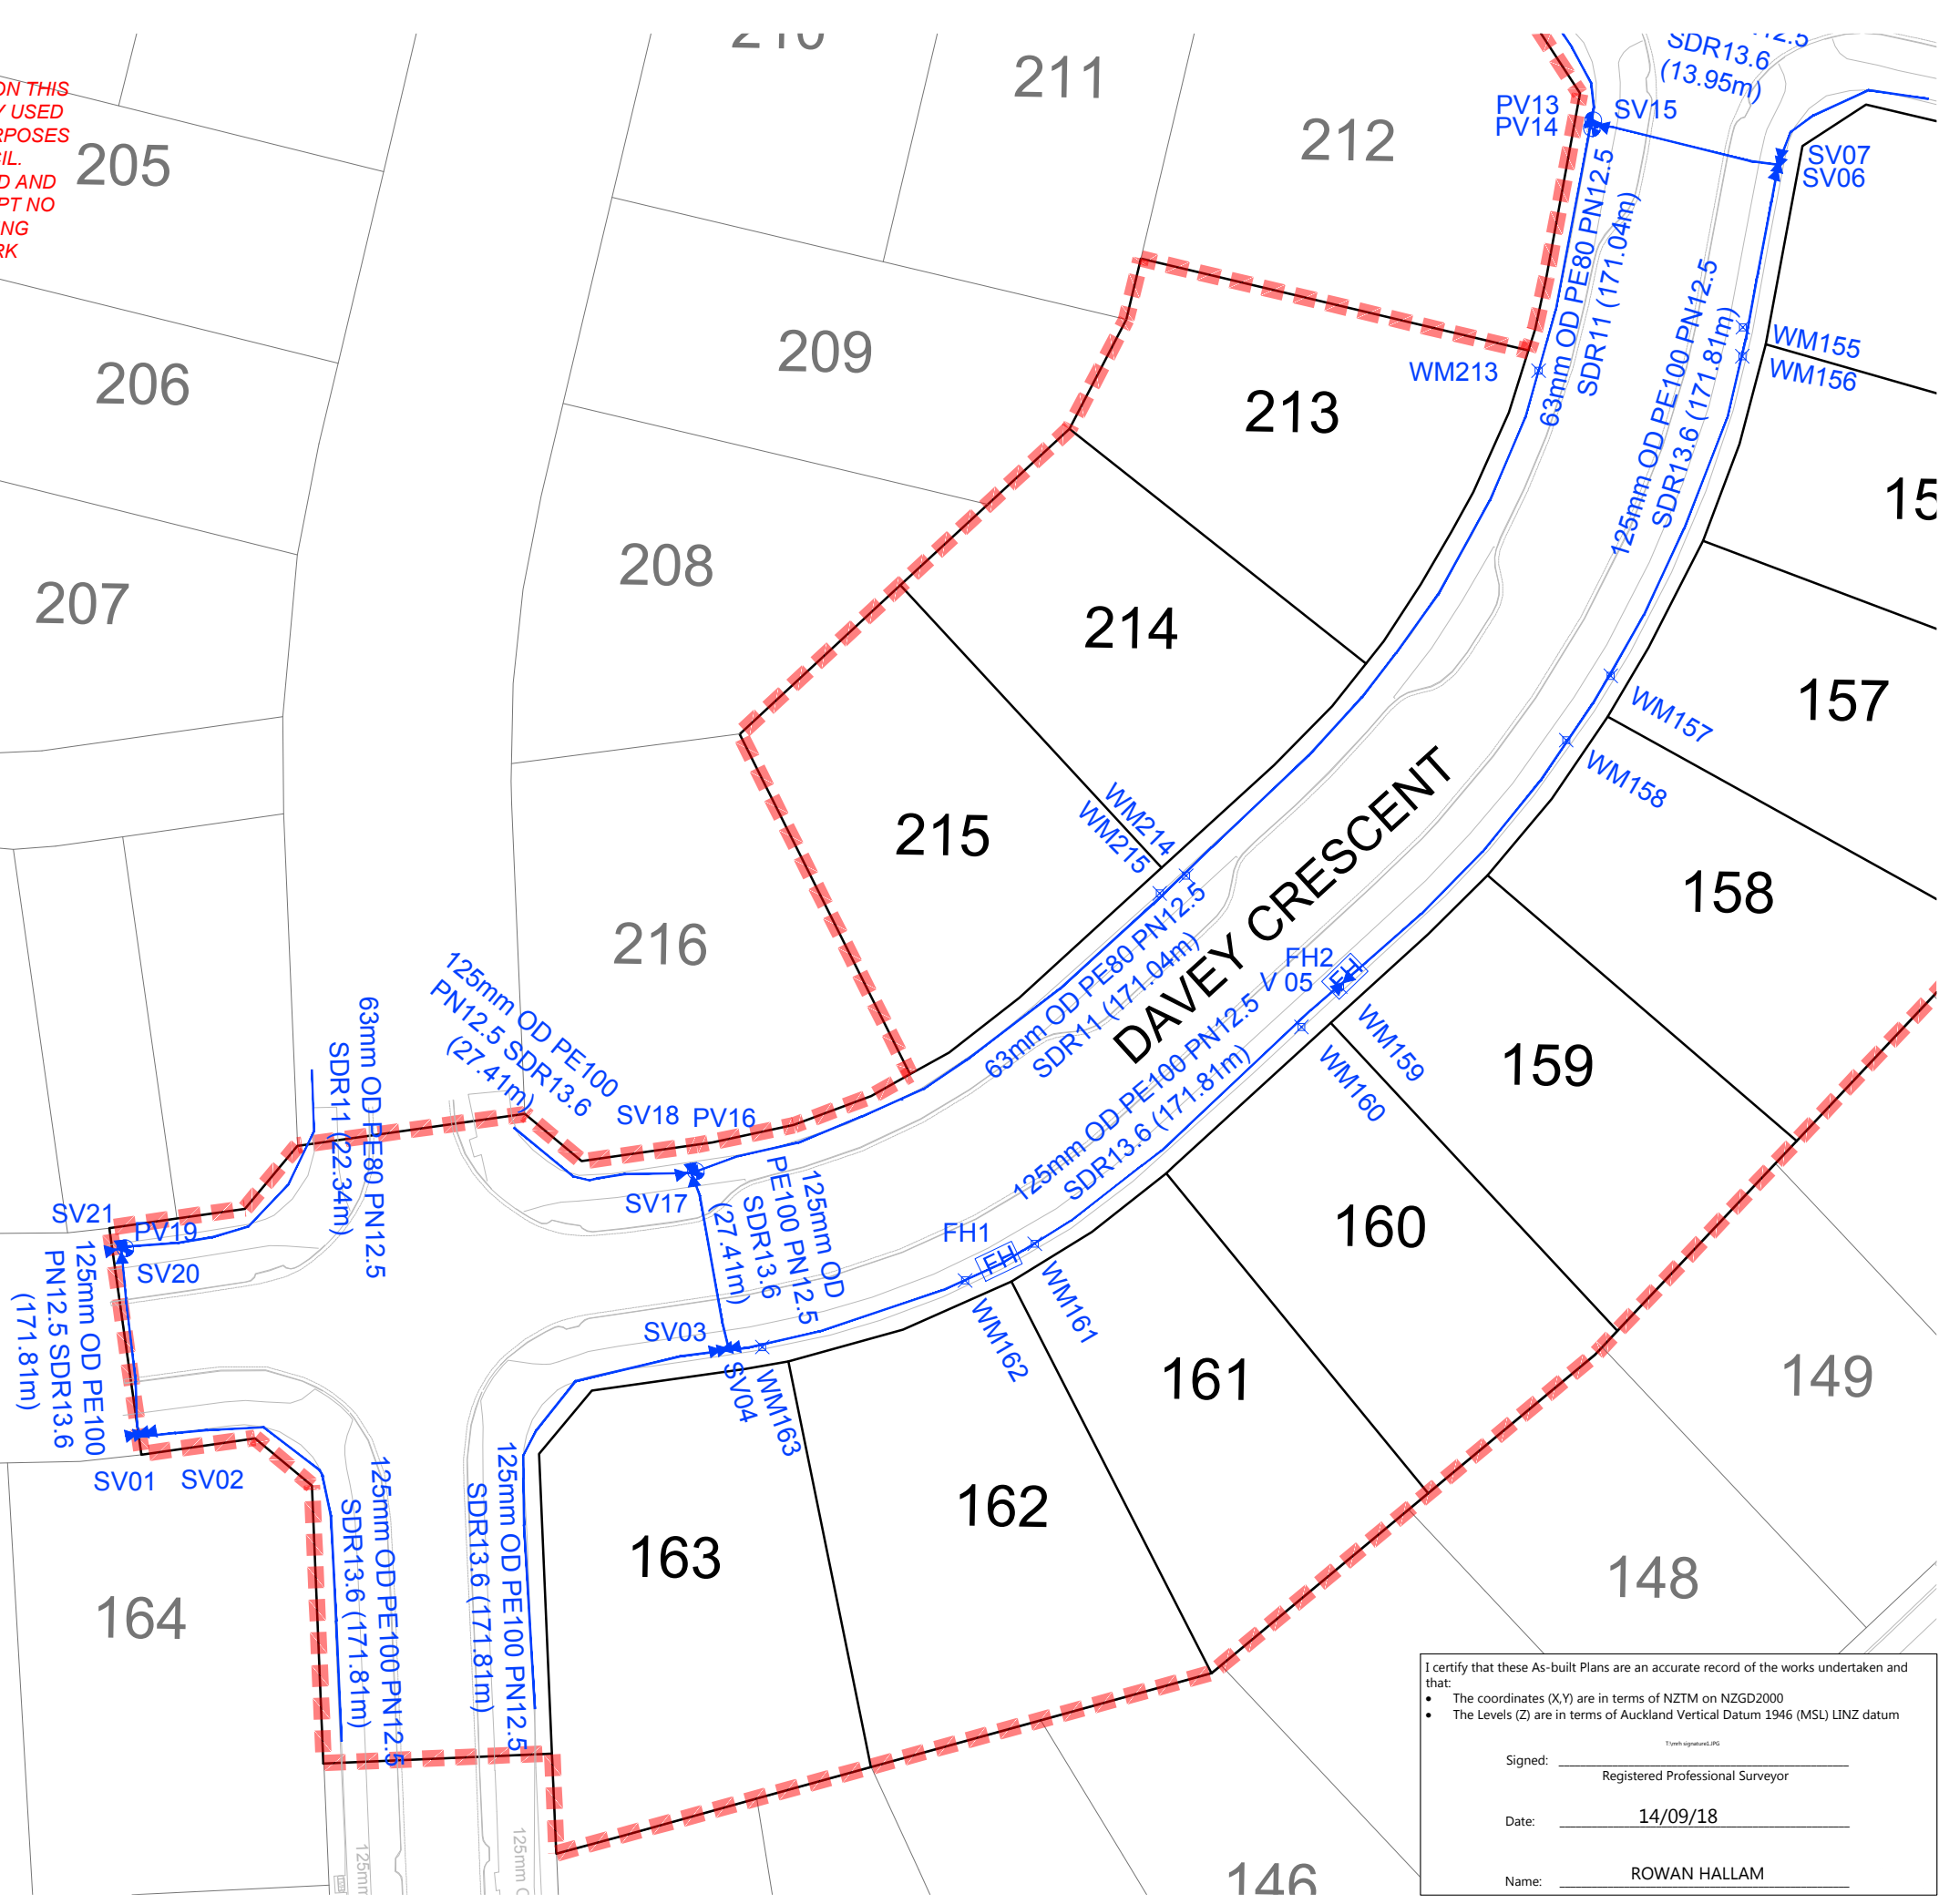 ON THIS
Y USED
RPOSES
CIL.
D AND
PT NO
NG
RK
205
206
207
211
212
209
208
213
214
215
216
PV13
PV14
SV15
SDR13.6
(13.95m)
SV07
SV06
63mm OD PE80 PN12.5
SDR11 (171.04m)
125mm OD PE100 PN12.5
SDR13.6 (171.81m)
WM213
WM155
WM156
15
157
WM157
WM158
158
WM214
WM215
DAVEY CRESCENT
63mm OD PE80 PN12.5
SDR11 (171.04m)
FH2
V 05
FH
WM159
WM160
159
125mm OD PE100 PN12.5
SDR13.6 (171.81m)
160
125mm OD PE100
PN12.5 SDR13.6
(27.41m)
63mm OD PE80 PN12.5
SDR11 (22.34m)
SV18
PV16
SV17
125mm OD
PE100 PN12.5
SDR13.6
(27.41m)
FH1
FH
WM161
WM162
161
SV21
PV19
SV20
125mm OD PE100
PN12.5 SDR13.6
(171.81m)
SV03
SV04
WM163
SV01
SV02
125mm OD PE100 PN12.5
SDR13.6 (171.81m)
125mm OD PE100 PN12.5
SDR13.6 (171.81m)
162
163
164
149
148
146
125mm
125mm
I certify that these As-built Plans are an accurate record of the works undertaken and
that:
• The coordinates (X,Y) are in terms of NZTM on NZGD2000
• The Levels (Z) are in terms of Auckland Vertical Datum 1946 (MSL) LINZ datum
Signed:
Registered Professional Surveyor
Date: 14/09/18
Name: ROWAN HALLAM